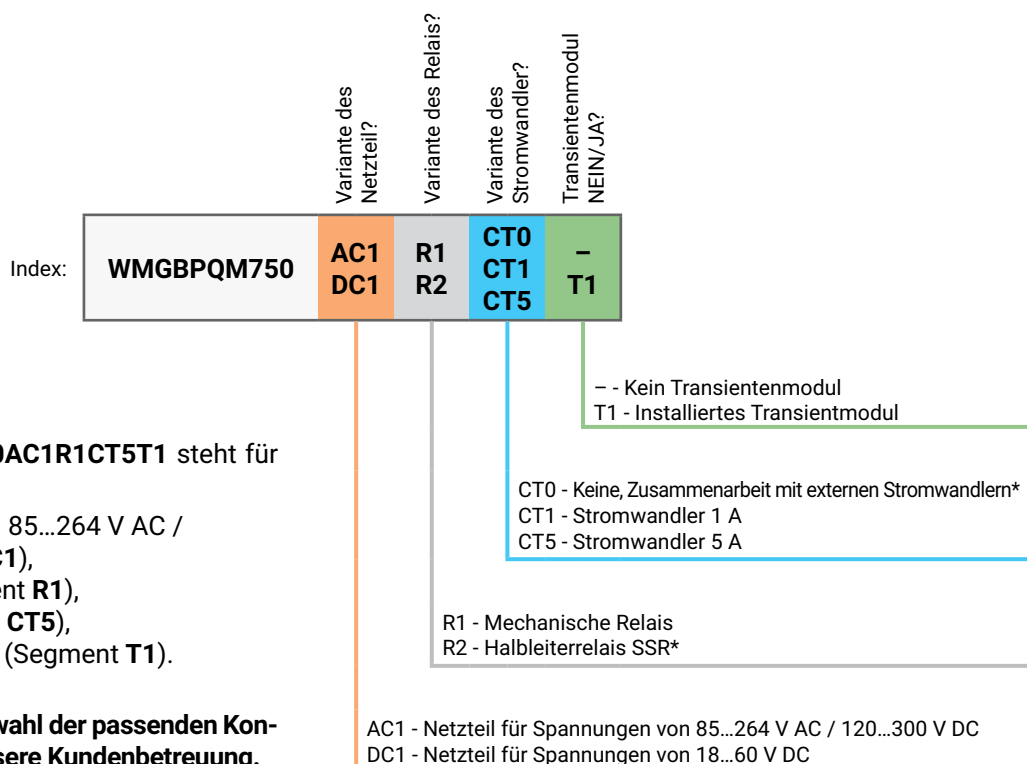 Variante des
Netzteil?
Variante des Relais?
Variante des
Stromwandler?
Transientenmodul
NEIN/JA?
Index:
WMGBPQM750
AC1
DC1
R1
R2
CT0
CT1
CT5
–
T1
– - Kein Transientenmodul
T1 - Installiertes Transientmodul
0AC1R1CT5T1 steht für
CT0 - Keine, Zusammenarbeit mit externen Stromwandlern*
CT1 - Stromwandler 1 A
CT5 - Stromwandler 5 A
85…264 V AC /
C1),
ent R1),
CT5),
(Segment T1).
R1 - Mechanische Relais
R2 - Halbleiterrelais SSR*
wahl der passenden Kon-
sere Kundenbetreuung.
AC1 - Netzteil für Spannungen von 85…264 V AC / 120…300 V DC
DC1 - Netzteil für Spannungen von 18…60 V DC